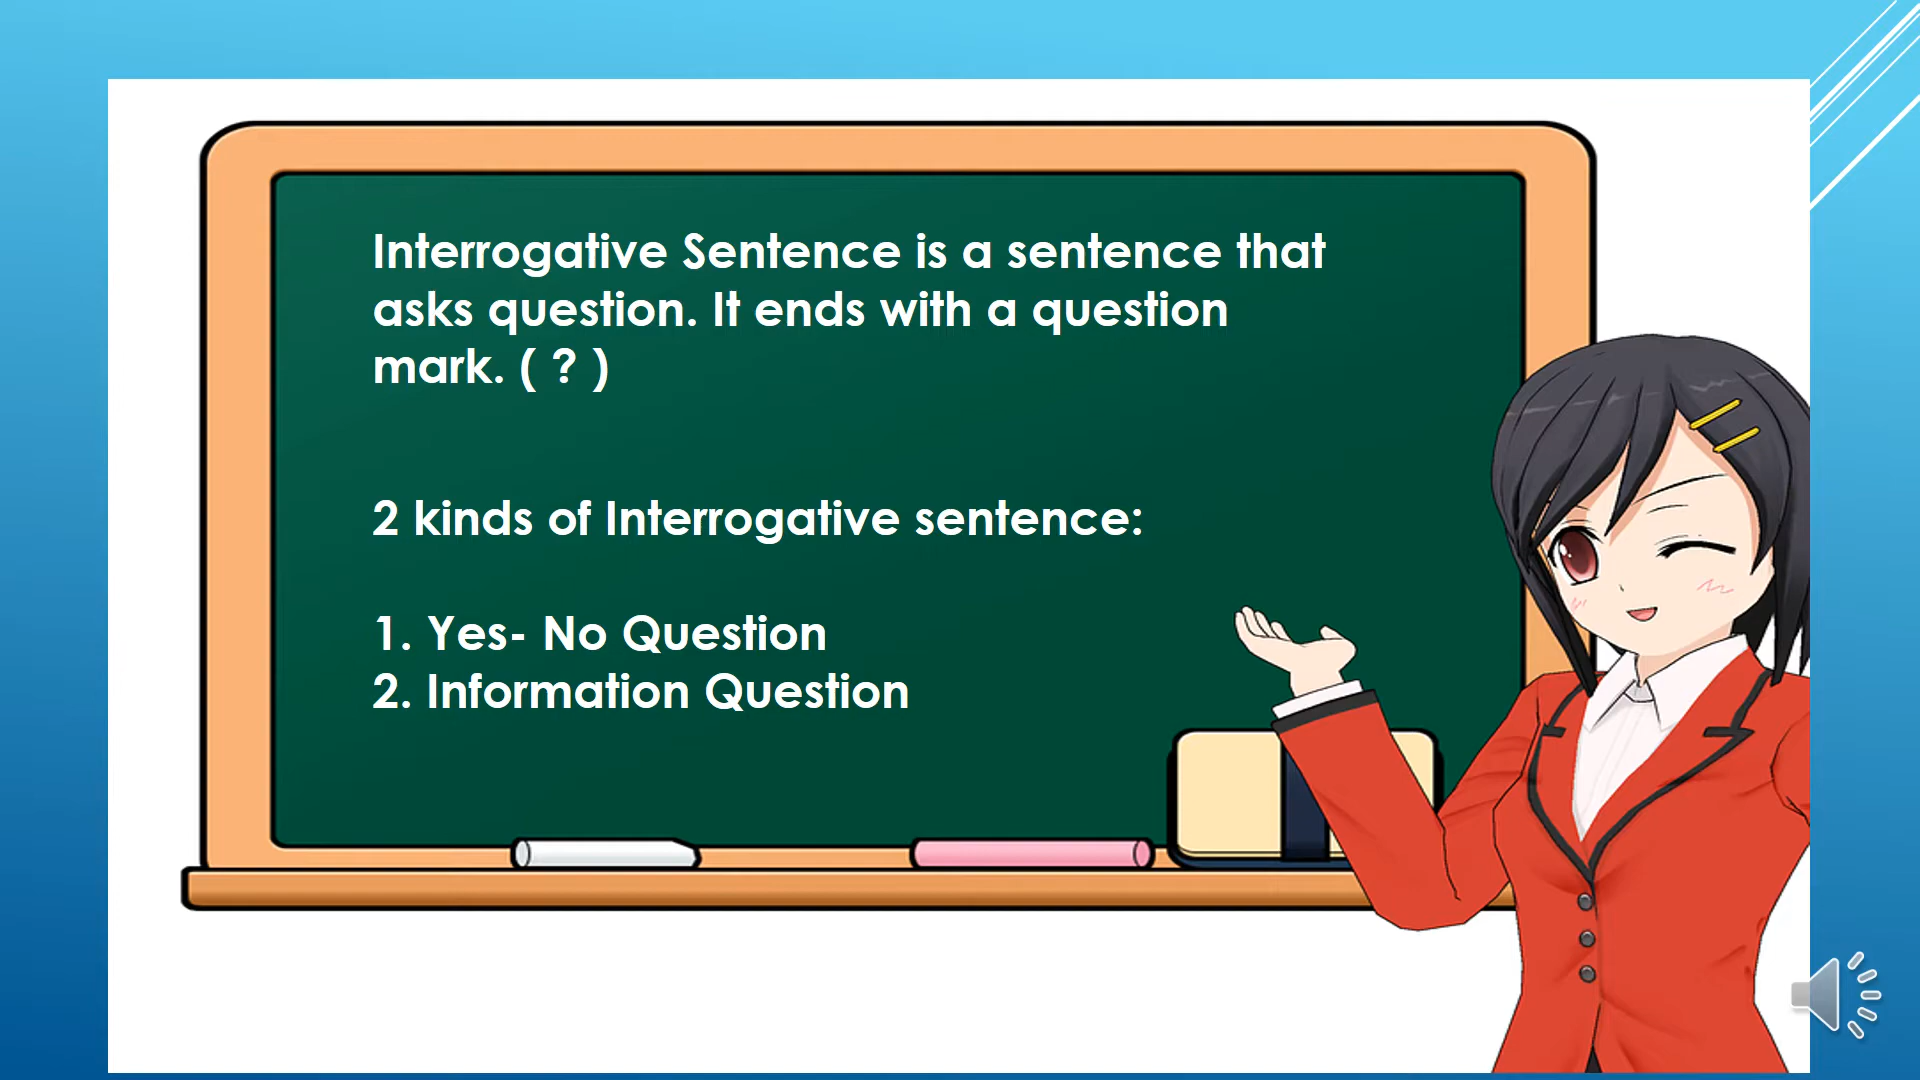 Interrogative Sentence is a sentence that
asks question. It ends with a question
mark. ( ? )
2 kinds of Interrogative sentence:
1. Yes- No Question
2. Information Question